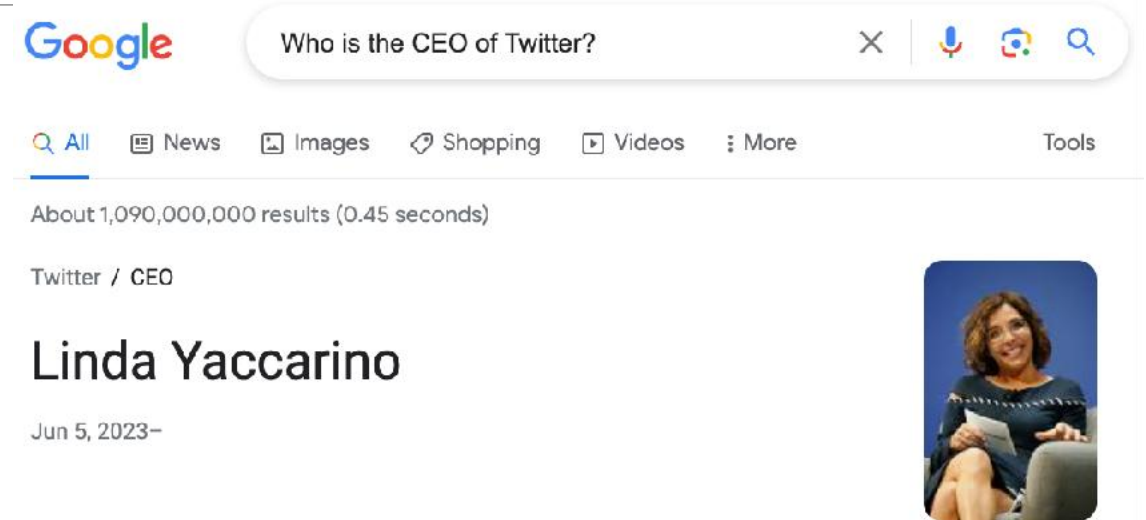 Google
Who is the CEO of Twitter?
All News Images Shopping Videos More Tools
About 1,090,000,000 results (0.45 seconds)
Twitter / CEO
Linda Yaccarino
Jun 5, 2023–